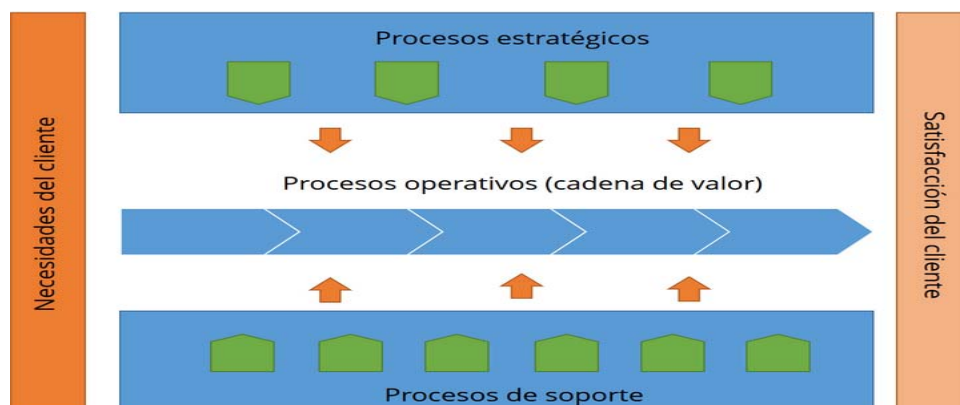 Necesidades del cliente
Procesos estratégicos
Procesos operativos (cadena de valor)
Procesos de soporte
Satisfacción del cliente